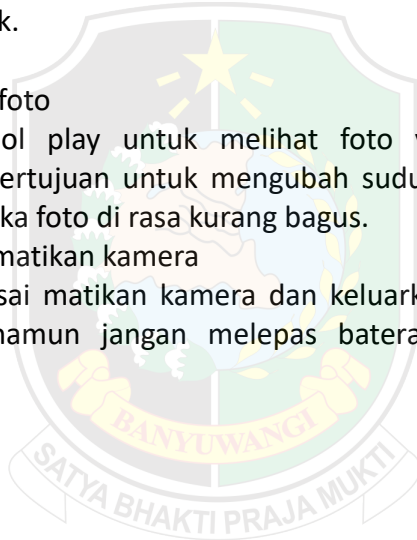 k.
foto
ol play untuk melihat foto
ertujuan untuk mengubah sudu
ka foto di rasa kurang bagus.
matikan kamera
sai matikan kamera dan keluark
namun jangan melepas batera
BANYUWANGI
SATYA BHAKTI PRAJA MUKTI